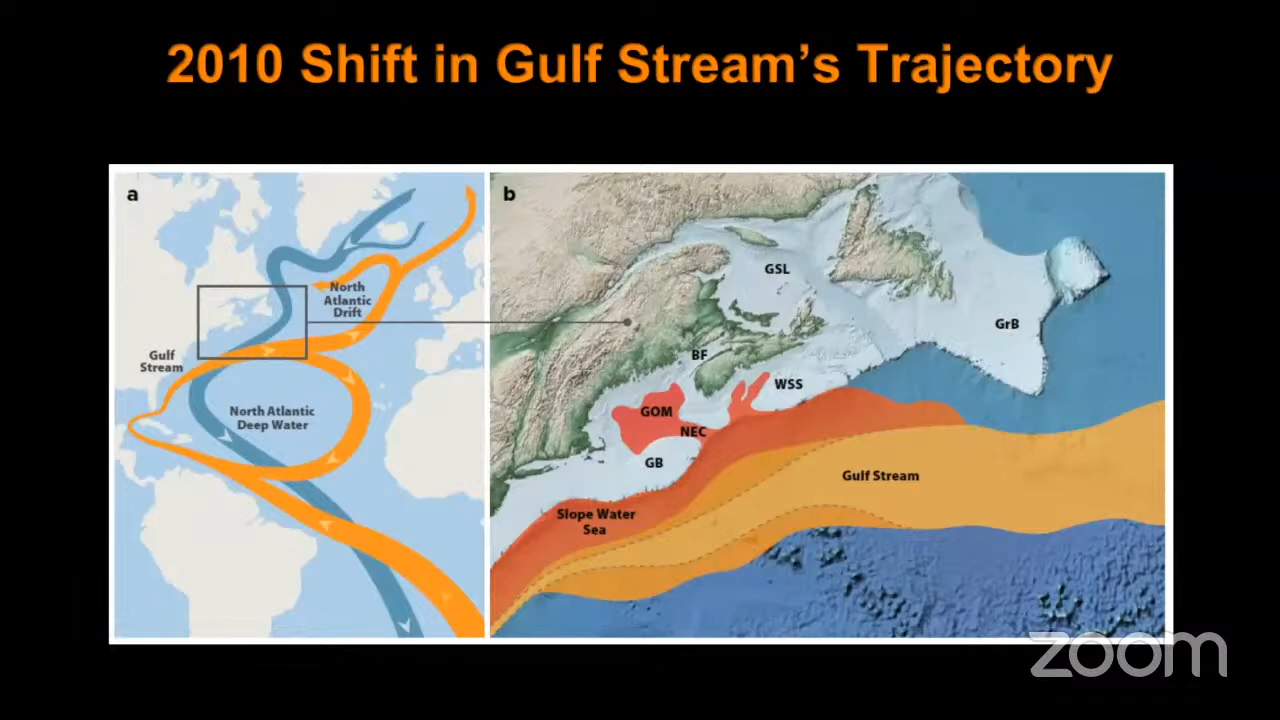 2010 Shift in Gulf Stream's Trajectory
a
North
Atlantic
Drift
Gulf
Stream
North Atlantic
Deep Water
b
GSL
GrB
BF
WSS
GOM
NEC
GB
Gulf Stream
Slope Water
Sea
zoom